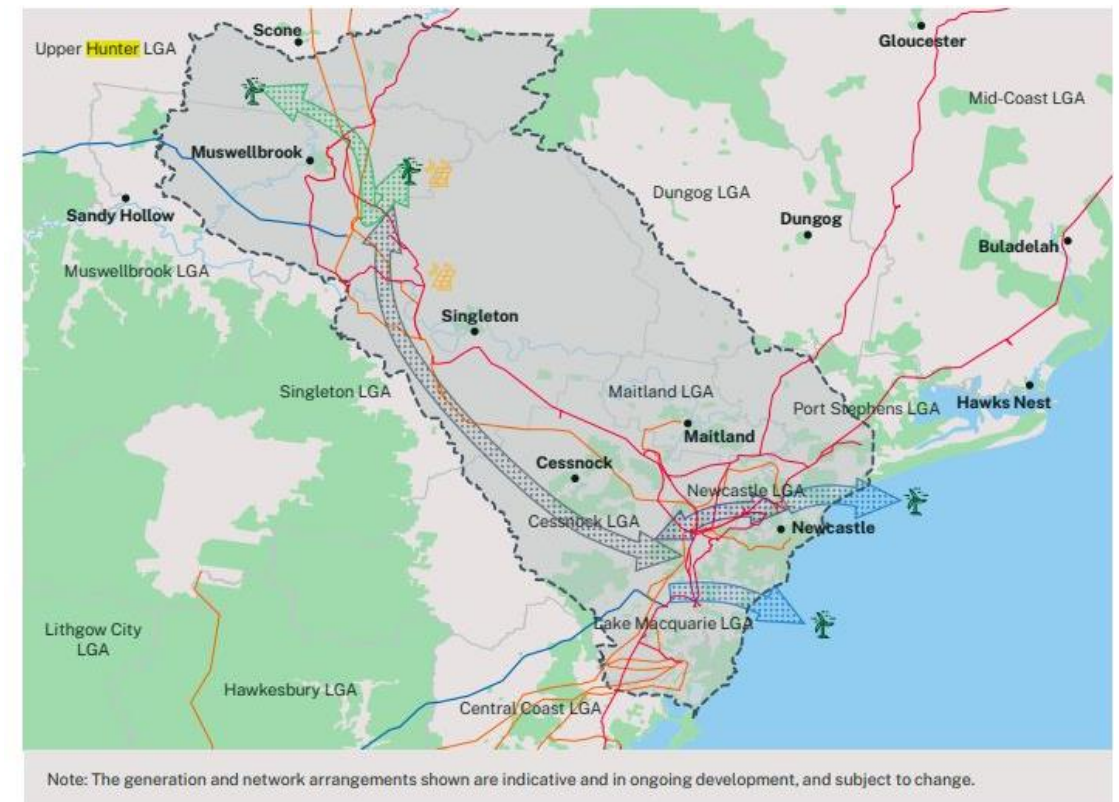 Scone
Upper Hunter LGA
Gloucester
Mid-Coast LGA
Muswellbrook
Dungog LGA
Sandy Hollow
Dungog
Buladelah
Muswellbrook LGA
Singleton
Singleton LGA
Maitland LGA
Port Stephens LGA
Hawks Nest
Maitland
Cessnock
Newcastle LGA
Cessnock LGA
Newcastle
Lake Macquarie LGA
Lithgow City
LGA
Hawkesbury LGA
Central Coast LGA
Note: The generation and network arrangements shown are indicative and in ongoing development, and subject to change.